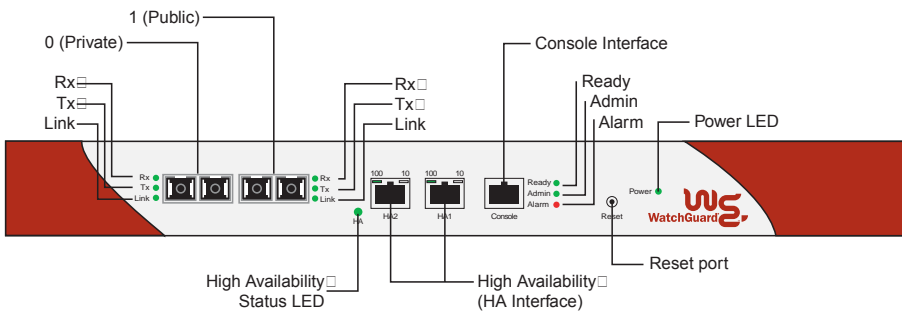 1 (Public)
0 (Private)
Console Interface
Rx□
Tx□
Link
Rx□
Tx□
Link
Ready
Admin
Alarm
Power LED
Rx
Tx
Link
Rx
Tx
Link
HA
100 10
HA2
100 10
HA1
Console
Ready
Admin
Alarm
Reset
Power
WG
WatchGuard
High Availability□
Status LED
High Availability□
(HA Interface)
Reset port